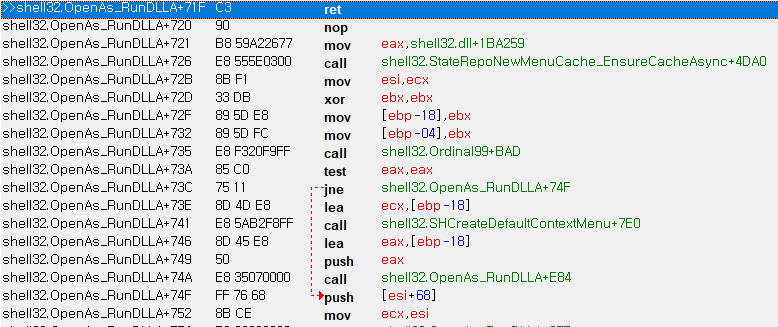 >>shell32.OpenAs_RunDLLA+71F C3 ret
shell32.OpenAs_RunDLLA+720 90 nop
shell32.OpenAs_RunDLLA+721 B8 59A22677 mov eax,shell32.dll+1BA259
shell32.OpenAs_RunDLLA+726 E8 555E0300 call shell32.StateRepoNewMenuCache_EnsureCacheAsync+4DA0
shell32.OpenAs_RunDLLA+72B 8B F1 mov esi,ecx
shell32.OpenAs_RunDLLA+72D 33 DB xor ebx,ebx
shell32.OpenAs_RunDLLA+72F 89 5D E8 mov [ebp-18],ebx
shell32.OpenAs_RunDLLA+732 89 5D FC mov [ebp-04],ebx
shell32.OpenAs_RunDLLA+735 E8 F320F9FF call shell32.Ordinal99+BAD
shell32.OpenAs_RunDLLA+73A 85 C0 test eax,eax
shell32.OpenAs_RunDLLA+73C 75 11 jne shell32.OpenAs_RunDLLA+74F
shell32.OpenAs_RunDLLA+73E 8D 4D E8 lea ecx,[ebp-18]
shell32.OpenAs_RunDLLA+741 E8 5AB2F8FF call shell32.SHCreateDefaultContextMenu+7E0
shell32.OpenAs_RunDLLA+746 8D 45 E8 lea eax,[ebp-18]
shell32.OpenAs_RunDLLA+749 50 push eax
shell32.OpenAs_RunDLLA+74A E8 35070000 call shell32.OpenAs_RunDLLA+E84
shell32.OpenAs_RunDLLA+74F FF 76 68 push [esi+68]
shell32.OpenAs_RunDLLA+752 8B CE mov ecx,esi